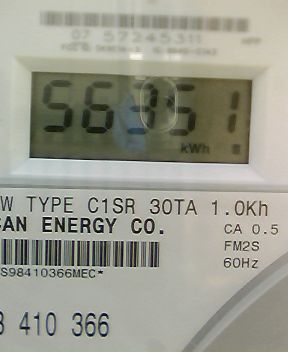 07 57245311
56351
kWh
W TYPE C1SR 30TA 1.0Kh
CAN ENERGY CO.
CA 0.5
FM2S
60Hz
S98410366MEC*
3 410 366